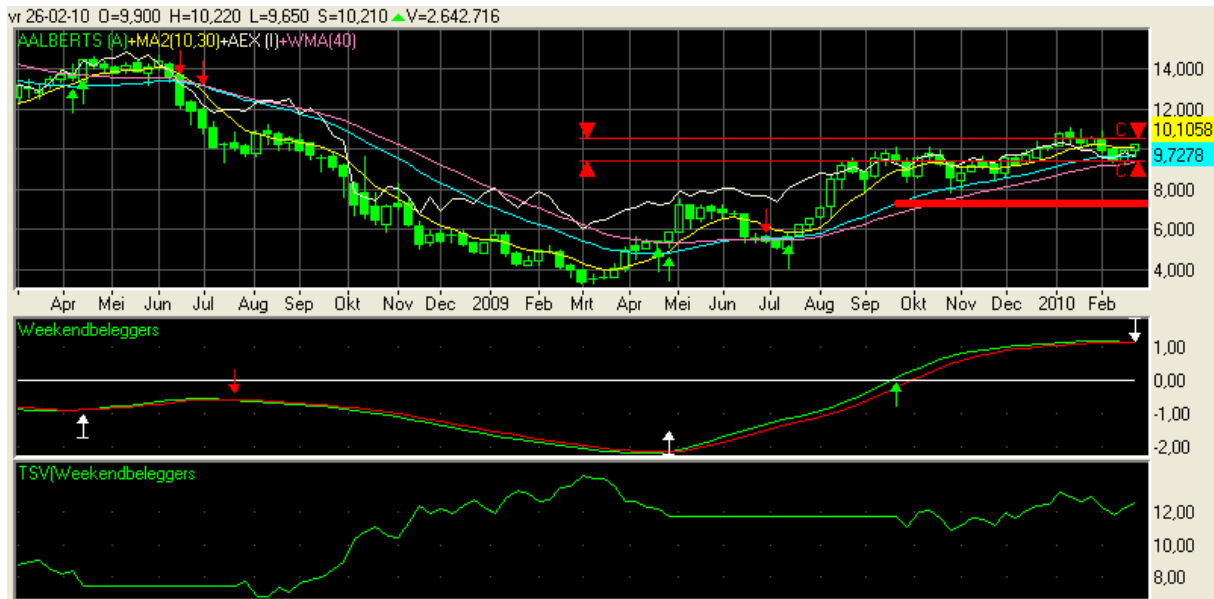 vr 26-02-10 O=9,900 H=10,220 L=9,650 S=10,210 V=2.642.716
AALBERTS (A)+MA2(10,30)+AEX (I)+WMA(40)
14,000
12.000
C
10,1058
9,7278
C
8,000
6,000
4,000
Apr Mei Jun Jul Aug Sep Okt Nov Dec 2009 Feb Mrt Apr Mei Jun Jul Aug Sep Okt Nov Dec 2010 Feb
Weekendbeleggers
1,00
0,00
-1,00
-2,00
TSV(Weekendbeleggers
12,00
10,00
8,00